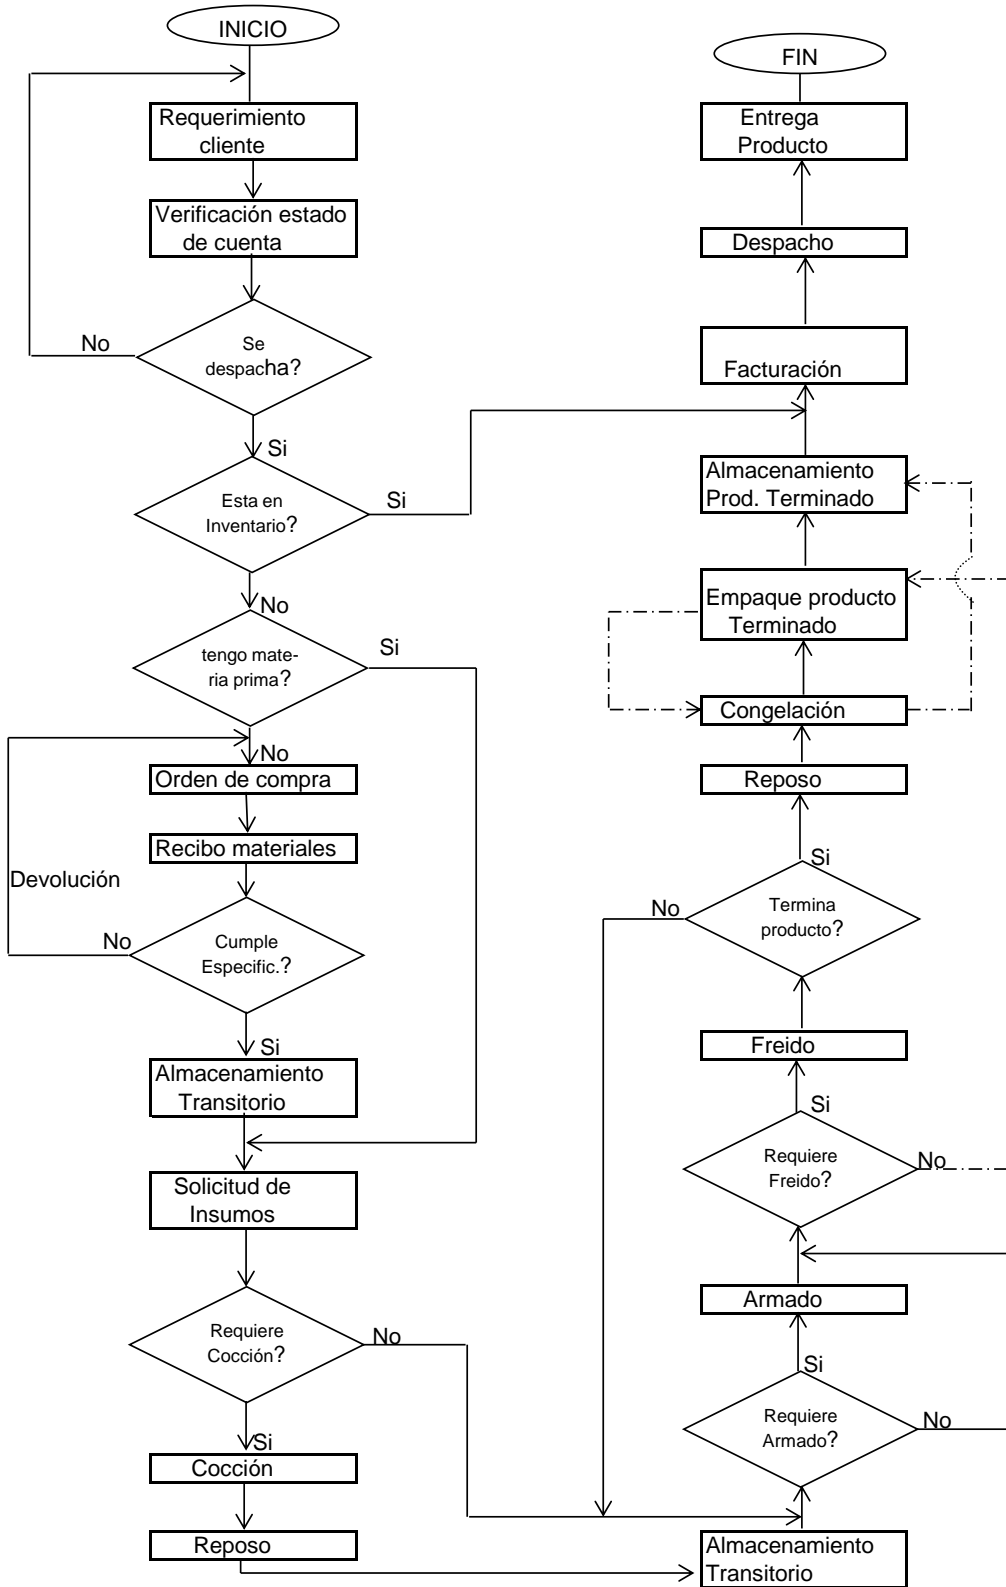 INICIO
Requerimiento
cliente
Verificación estado
de cuenta
No
Se
despacha?
Si
Esta en
Inventario?
Si
No
tengo mate-
ria prima?
Si
No
Orden de compra
Recibo materiales
Devolución
No
Cumple
Especific.?
Si
Almacenamiento
Transitorio
Solicitud de
Insumos
Requiere
Cocción?
No
Si
Cocción
Reposo
FIN
Entrega
Producto
Despacho
Facturación
Almacenamiento
Prod. Terminado
Empaque producto
Terminado
Congelación
Reposo
Si
No
Termina
producto?
Freido
Si
Requiere
Freido?
No
Armado
Si
Requiere
Armado?
No
Almacenamiento
Transitorio